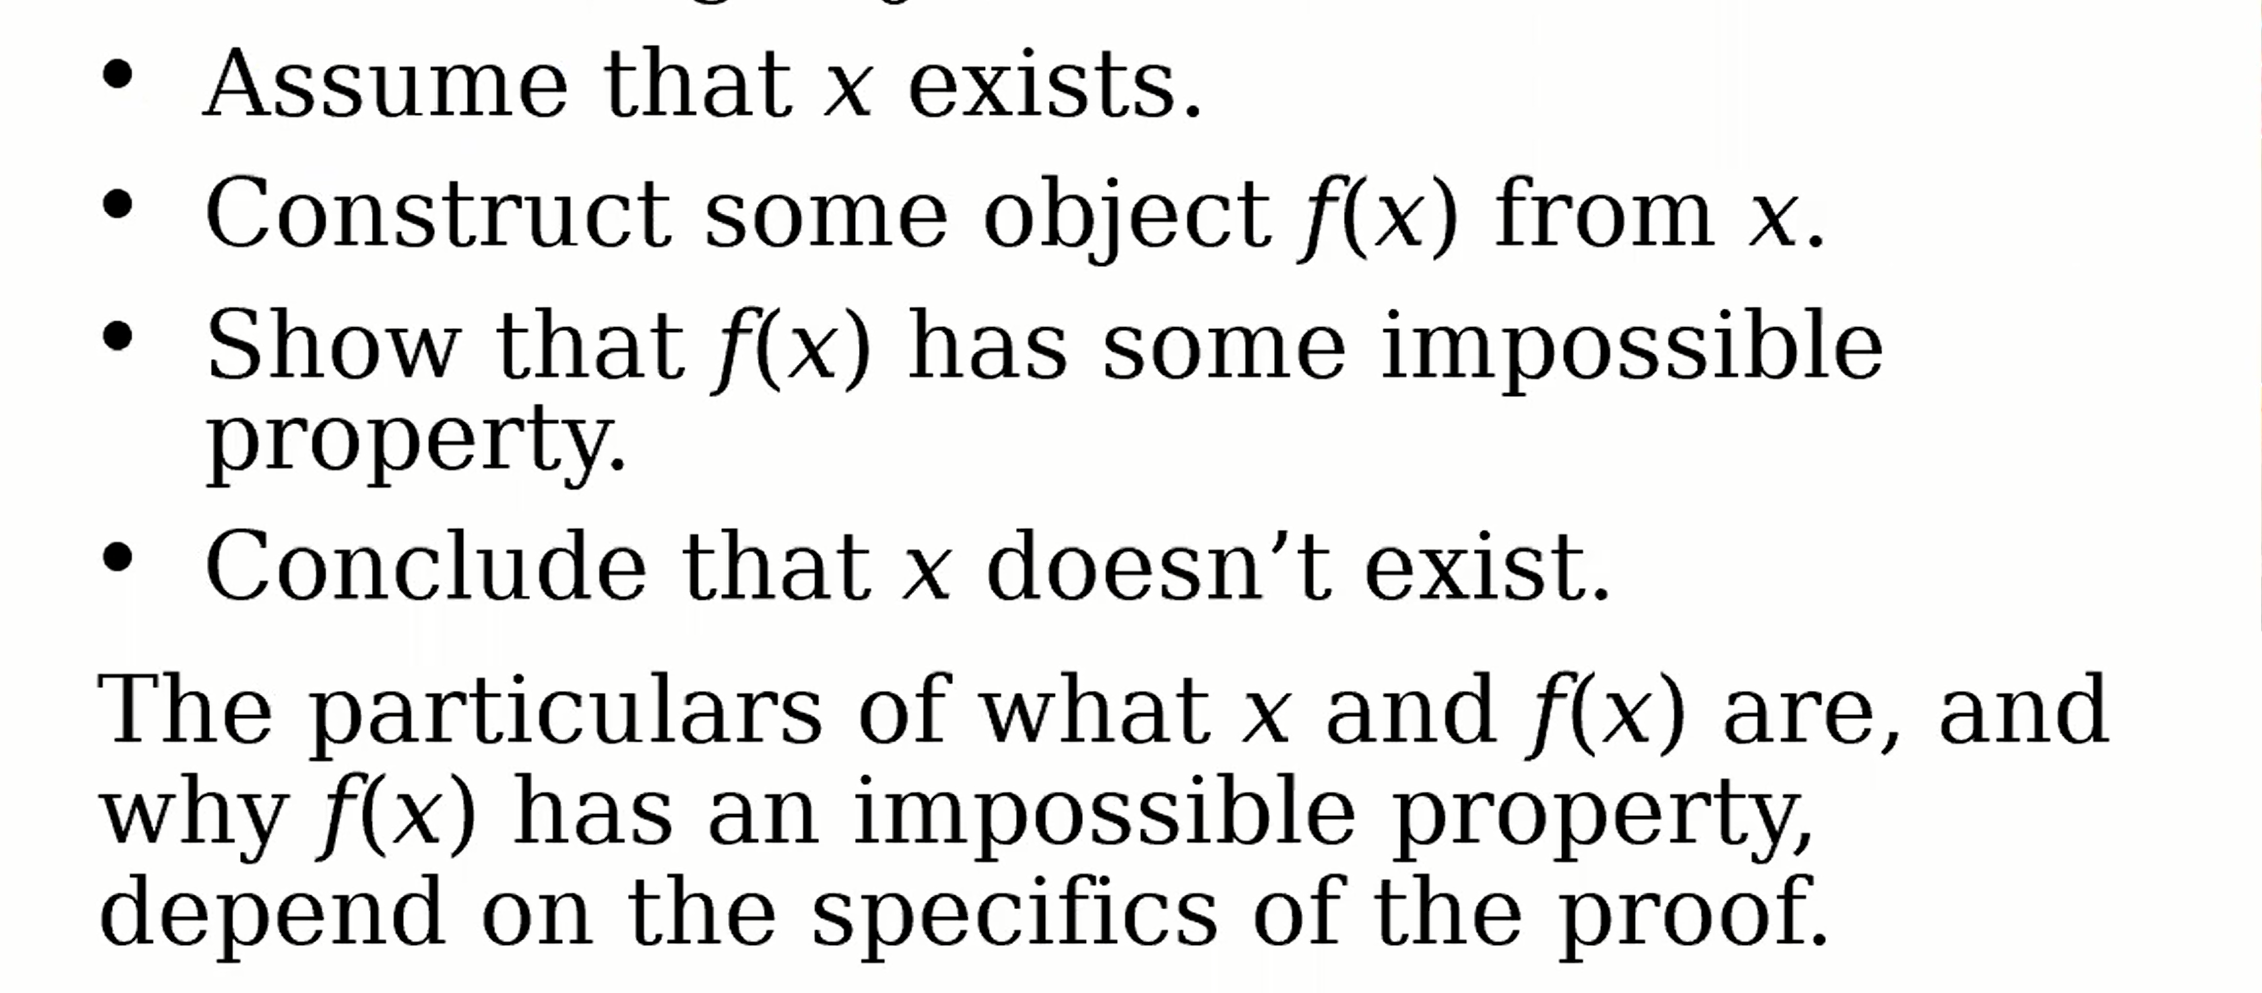 • Assume that x exists.
• Construct some object f(x) from x.
• Show that f(x) has some impossible
property.
• Conclude that x doesn’t exist.
The particulars of what x and f(x) are, and
why f(x) has an impossible property,
depend on the specifics of the proof.